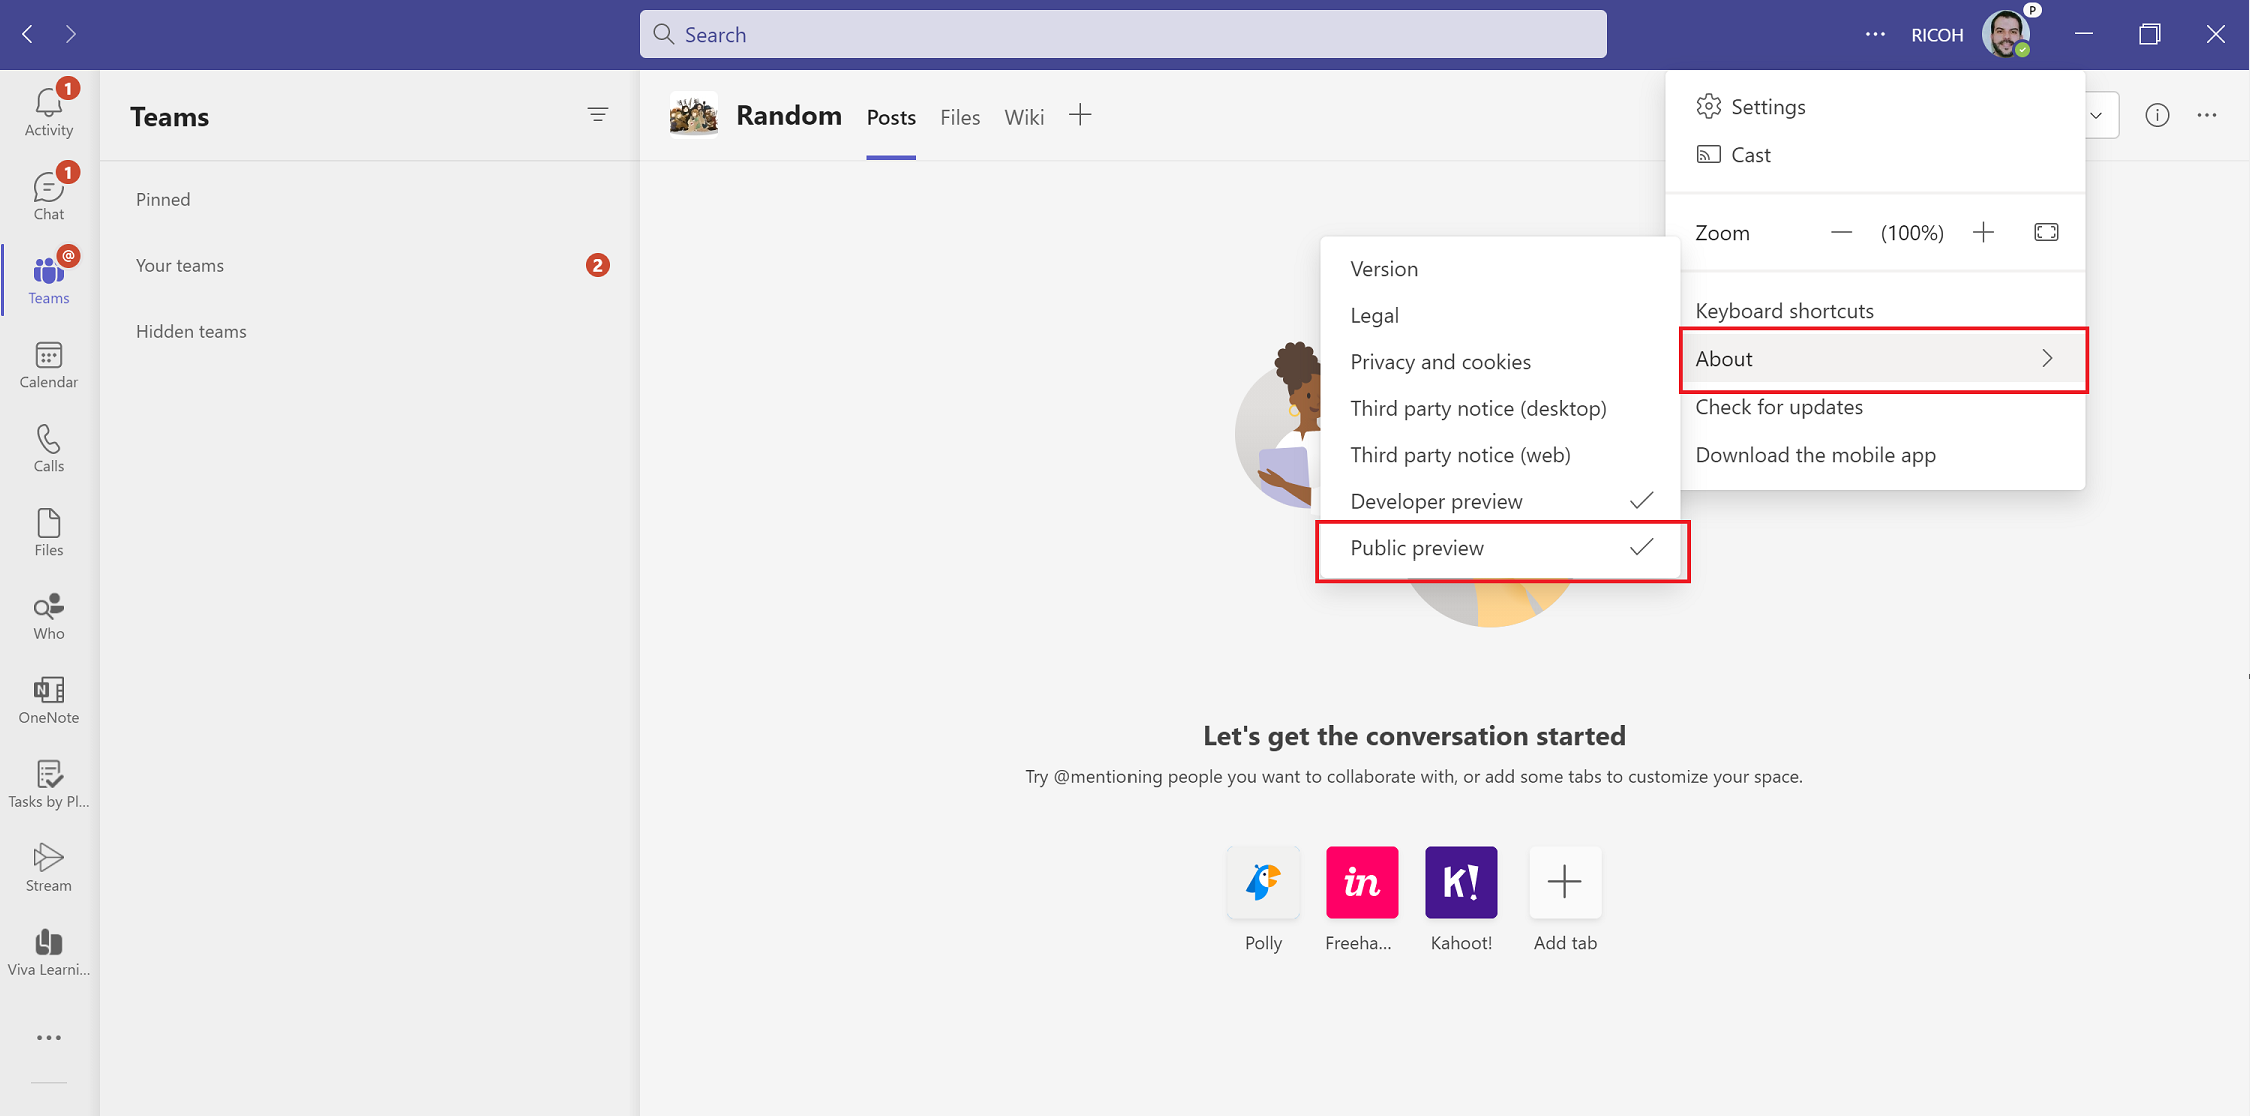 Search
RICOH
P
1
Activity
1
Chat
@
Teams
Calendar
Calls
Files
Who
N
OneNote
Tasks by Pl...
Stream
Viva Learni...
Teams
Pinned
Your teams
2
Hidden teams
Random
Posts
Files
Wiki
Settings
Cast
Zoom
(100%)
Keyboard shortcuts
About
Check for updates
Download the mobile app
Version
Legal
Privacy and cookies
Third party notice (desktop)
Third party notice (web)
Developer preview
Public preview
Let's get the conversation started
Try @mentioning people you want to collaborate with, or add some tabs to customize your space.
in
K!
Polly
Freeha...
Kahoot!
Add tab